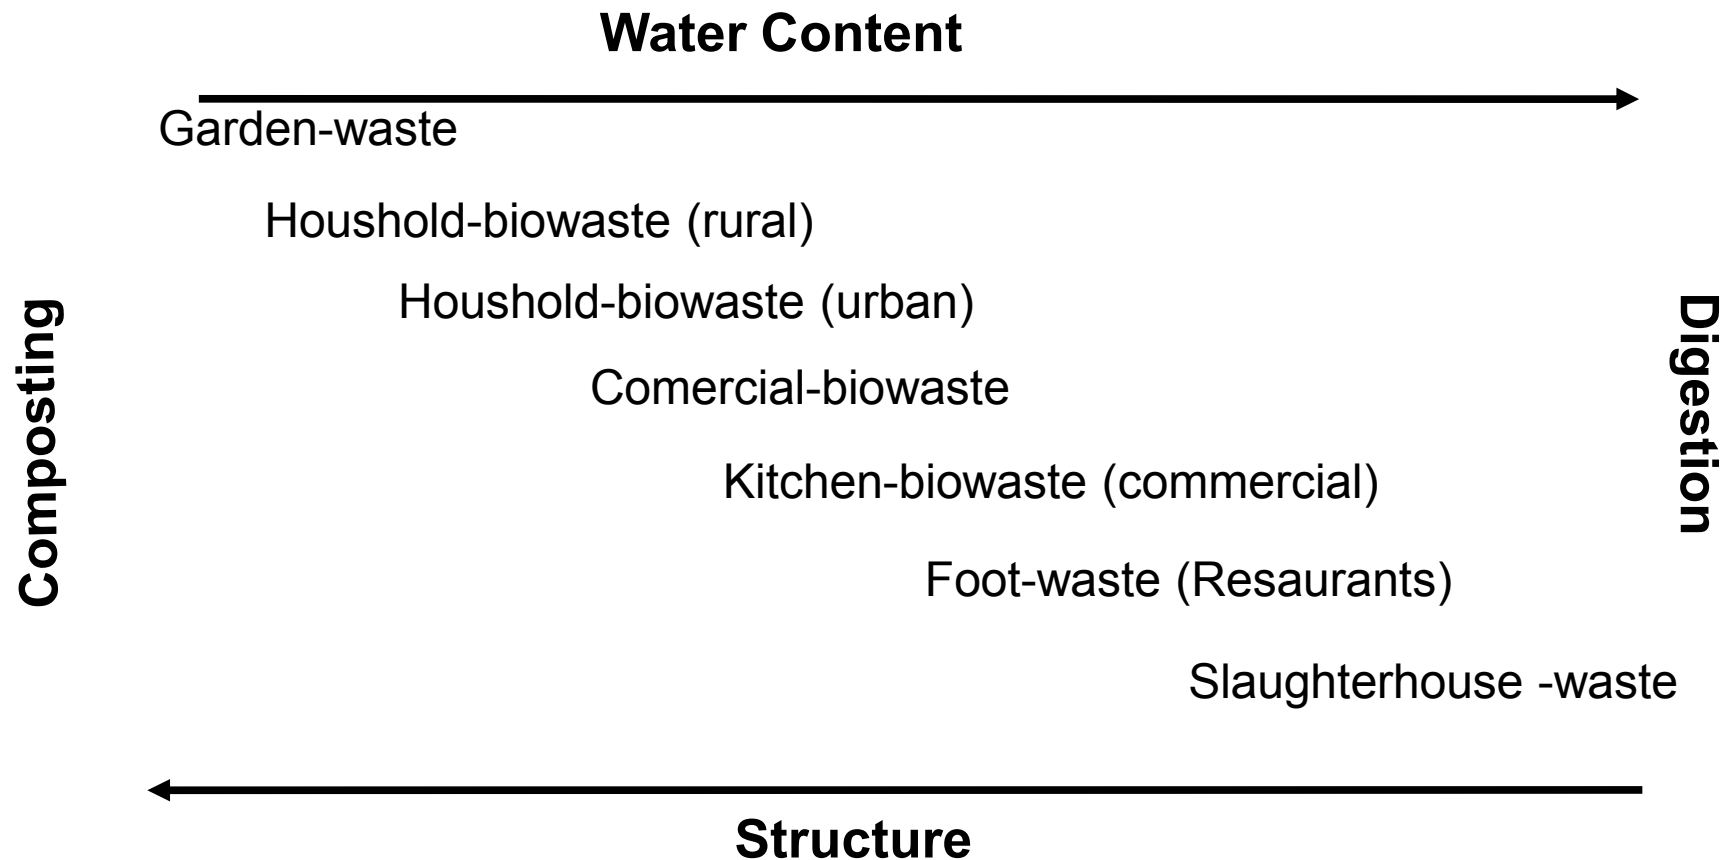 Water Content
Garden-waste
Houshold-biowaste (rural)
Houshold-biowaste (urban)
Composting
Digestion
Comercial-biowaste
Kitchen-biowaste (commercial)
Foot-waste (Resaurants)
Slaughterhouse -waste
Structure